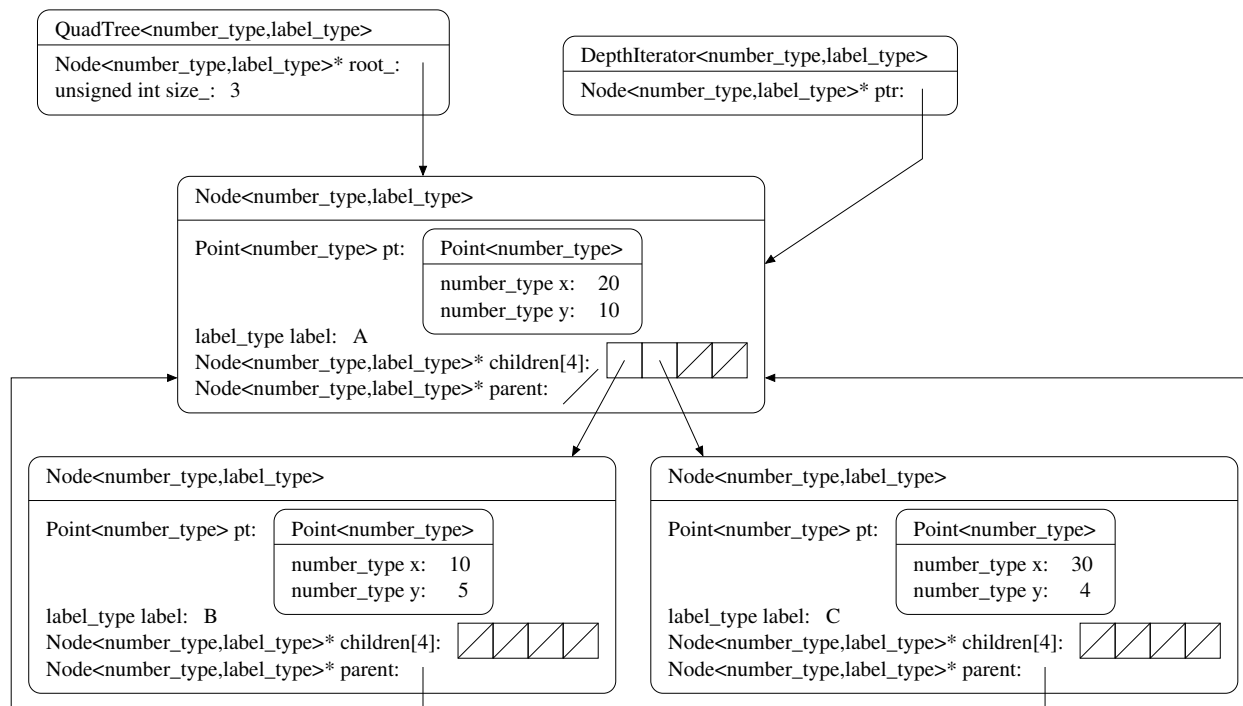 QuadTree<number_type,label_type>
Node<number_type,label_type>* root_:
unsigned int size_: 3
DepthIterator<number_type,label_type>
Node<number_type,label_type>* ptr:
Node<number_type,label_type>
Point<number_type> pt:
Point<number_type>
number_type x: 20
number_type y: 10
label_type label: A
Node<number_type,label_type>* children[4]:
Node<number_type,label_type>* parent:
Node<number_type,label_type>
Point<number_type> pt:
Point<number_type>
number_type x: 10
number_type y: 5
label_type label: B
Node<number_type,label_type>* children[4]:
Node<number_type,label_type>* parent:
Node<number_type,label_type>
Point<number_type> pt:
Point<number_type>
number_type x: 30
number_type y: 4
label_type label: C
Node<number_type,label_type>* children[4]:
Node<number_type,label_type>* parent: